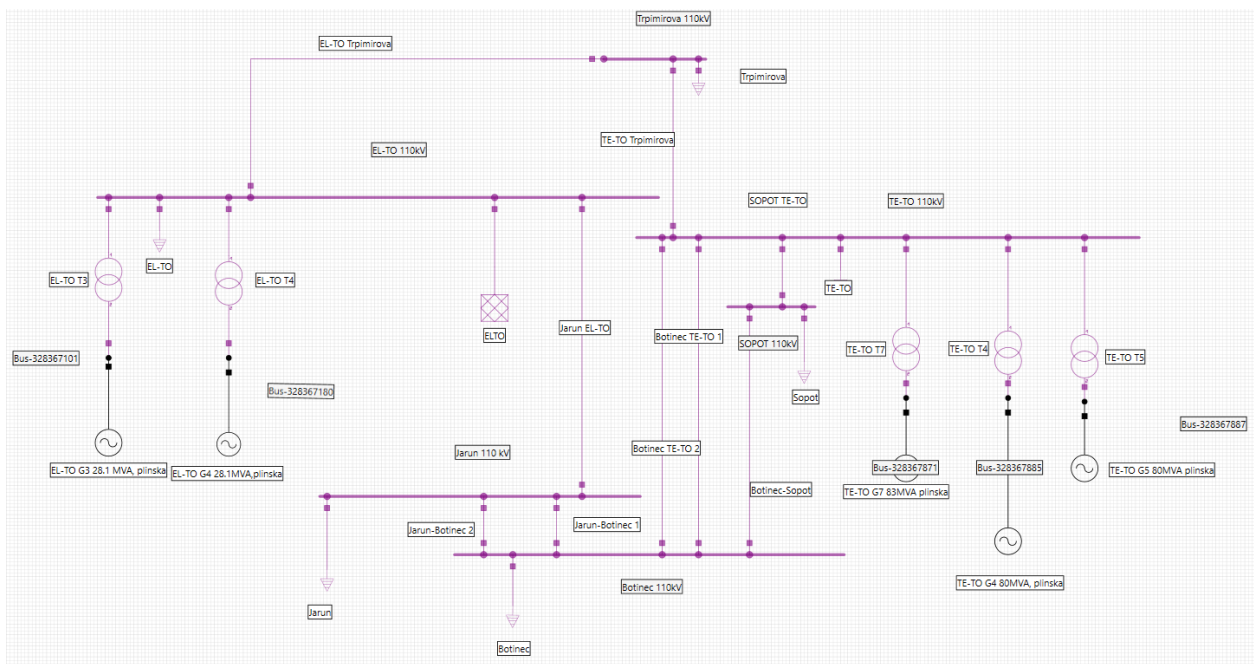 Trpimirova 110kV
EL-TO Trpimirova
Trpimirova
TE-TO Trpimirova
EL-TO 110kV
SOPOT TE-TO
TE-TO 110kV
EL-TO
EL-TO T3
EL-TO T4
TE-TO
ELTO
Jarun EL-TO
Botinec TE-TO 1
SOPOT 110kV
TE-TO T7
TE-TO T4
TE-TO T5
Bus-328367101
Bus-328367180
Sopot
Bus-328367887
Jarun 110 kV
Botinec TE-TO 2
EL-TO G3 28.1 MVA, plinska
EL-TO G4 28.1MVA,plinska
Bus-328367871
Bus-328367885
TE-TO G5 80MVA plinska
Botinec-Sopot
TE-TO G7 83MVA plinska
Jarun-Botinec 2
Jarun-Botinec 1
Botinec 110kV
TE-TO G4 80MVA, plinska
Jarun
Botinec